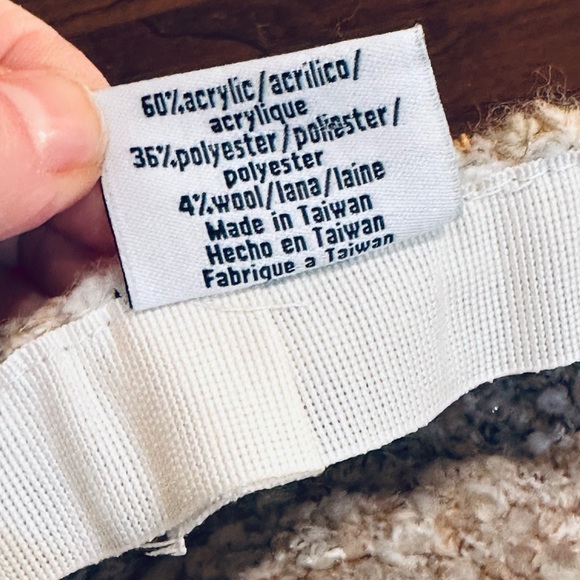 60%acrylic/acrílico/
acrylique
36%polyester/poliester/
polyester
4%wool/lana/laine
Made in Taiwan
Hecho en Taiwan
Fabrique a Taiwan